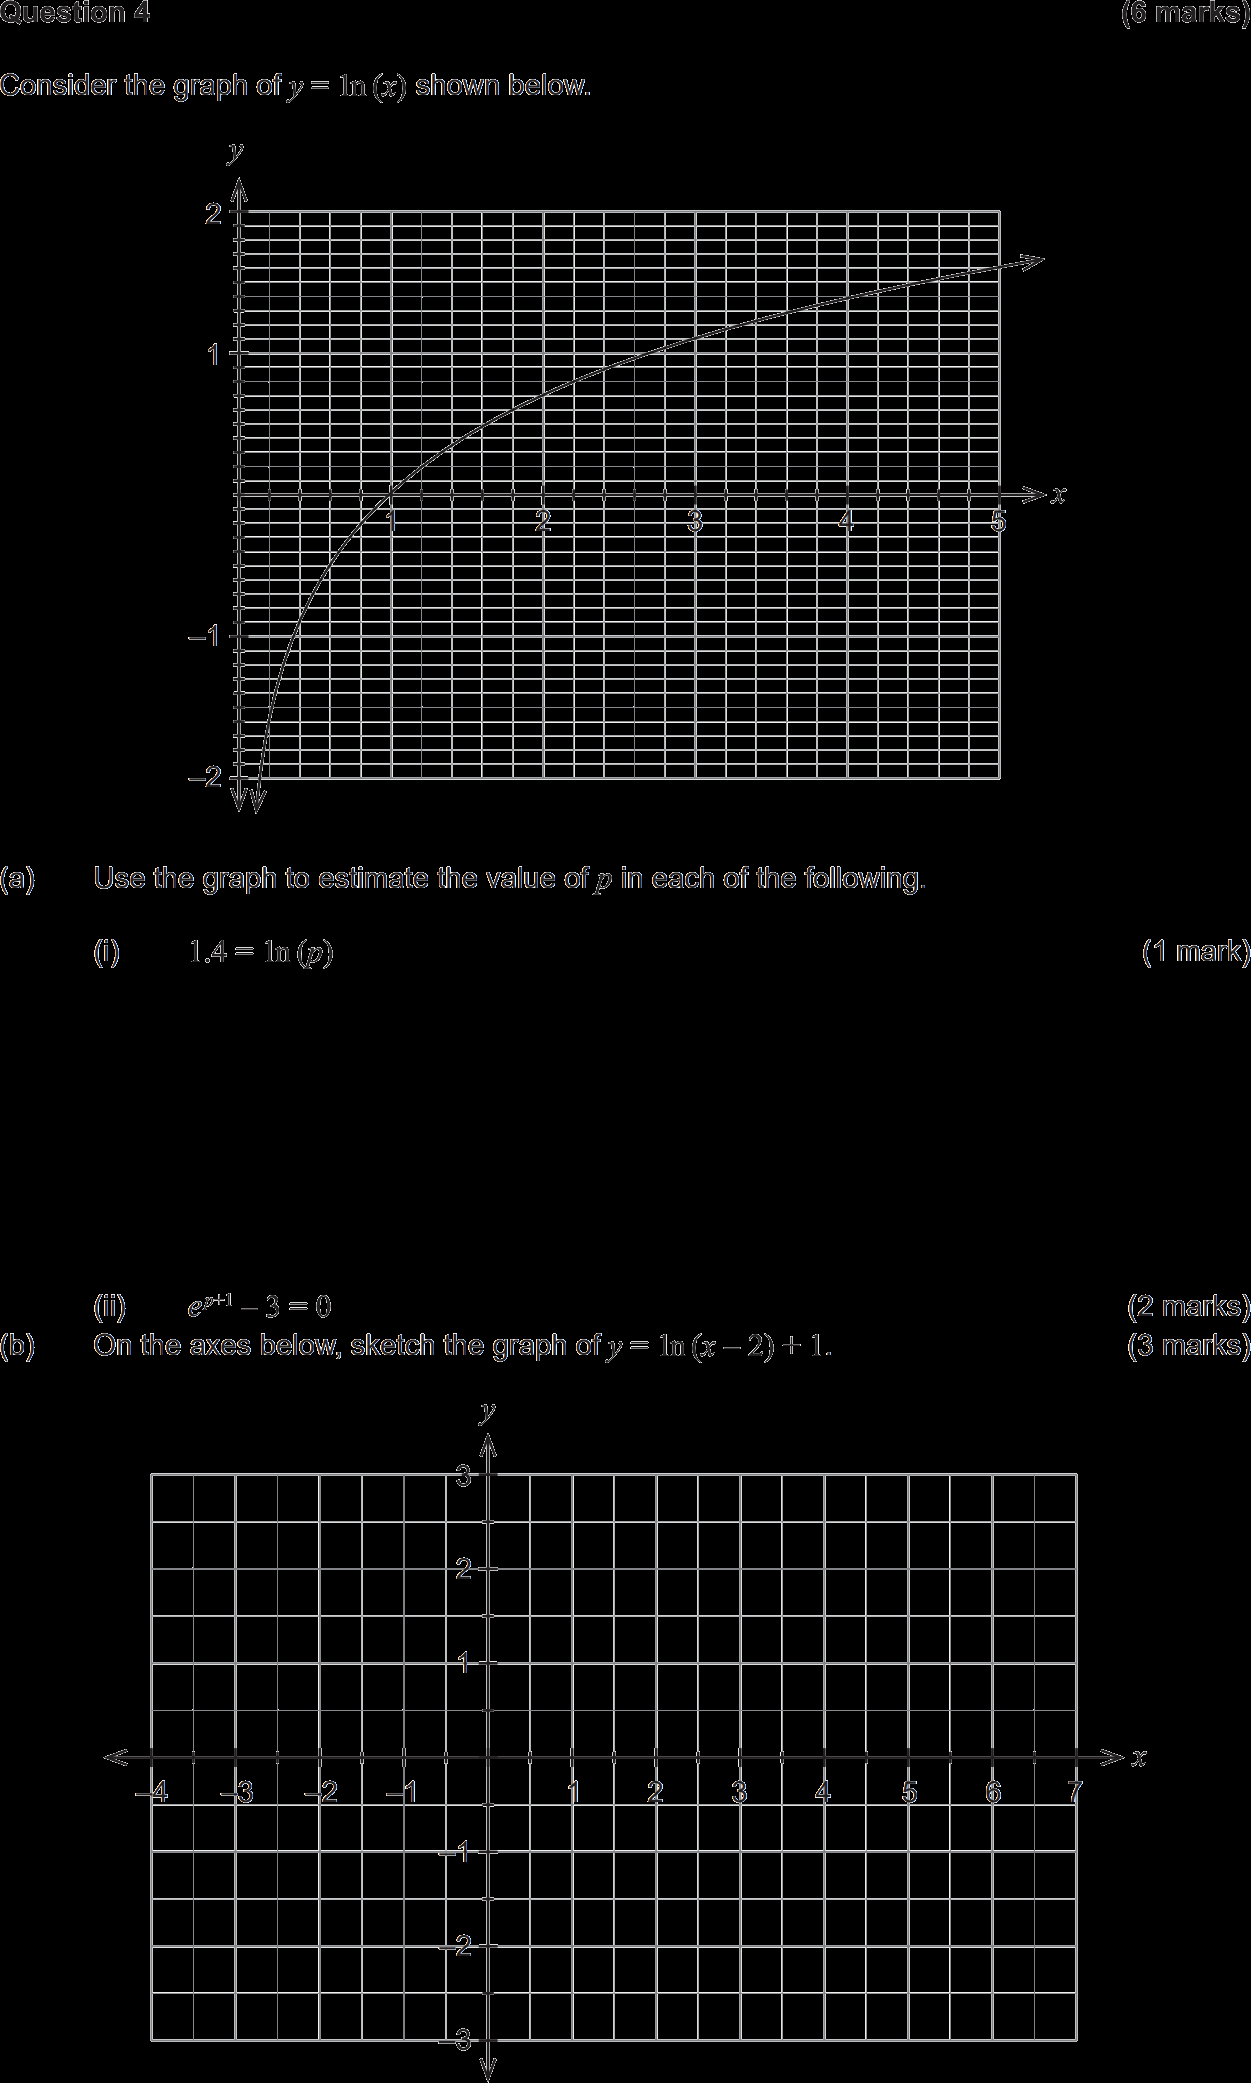 Question 4 (6 marks)
Consider the graph of y = ln (x) shown below.
y
2
1
x
1 2 3 4 5
–1
–2
(a) Use the graph to estimate the value of p in each of the following.
(i) 1.4 = ln (p) (1 mark)
(ii) e^{p+1} – 3 = 0 (2 marks)
(b) On the axes below, sketch the graph of y = ln (x – 2) + 1. (3 marks)
y
3
2
1
x
–4 –3 –2 –1 1 2 3 4 5 6 7
–1
–2
–3